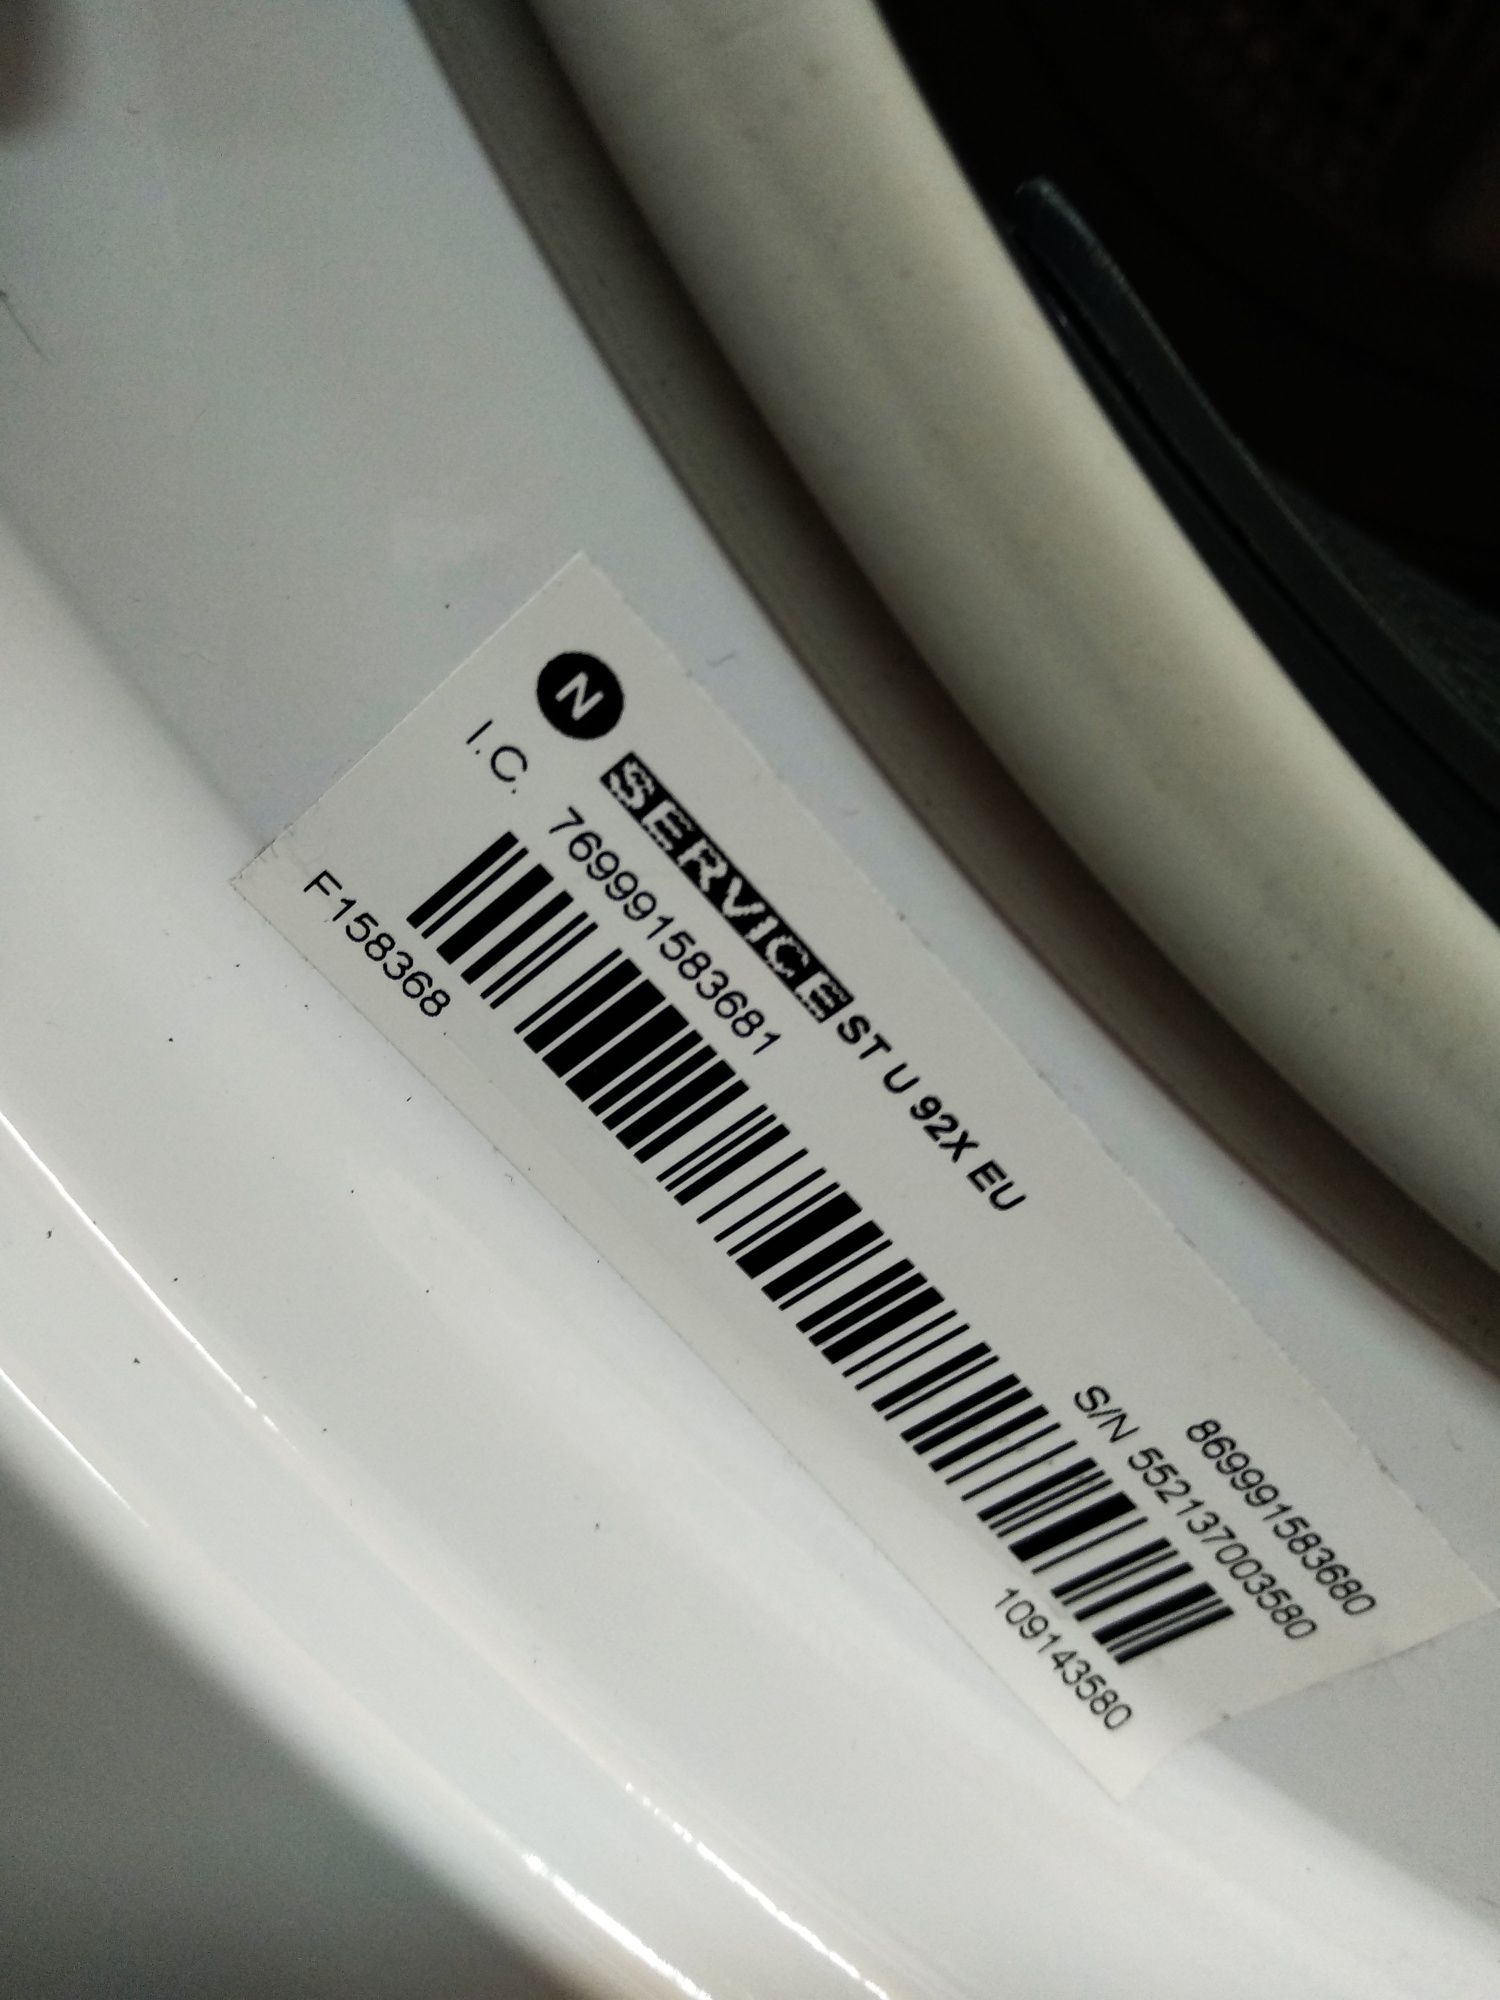 N SERVICE ST U 92X EU
869991583680
I.C. 769991583681
S/N 552137003580
F158368
109143580